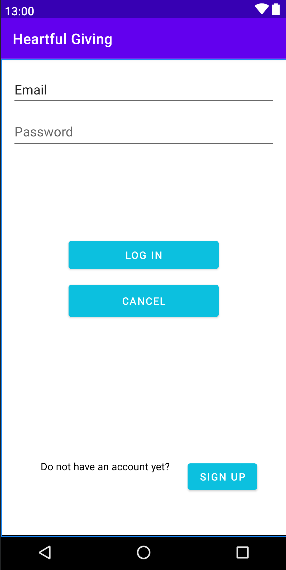 13:00
Heartful Giving
Email
Password
LOG IN
CANCEL
Do not have an account yet?
SIGN UP